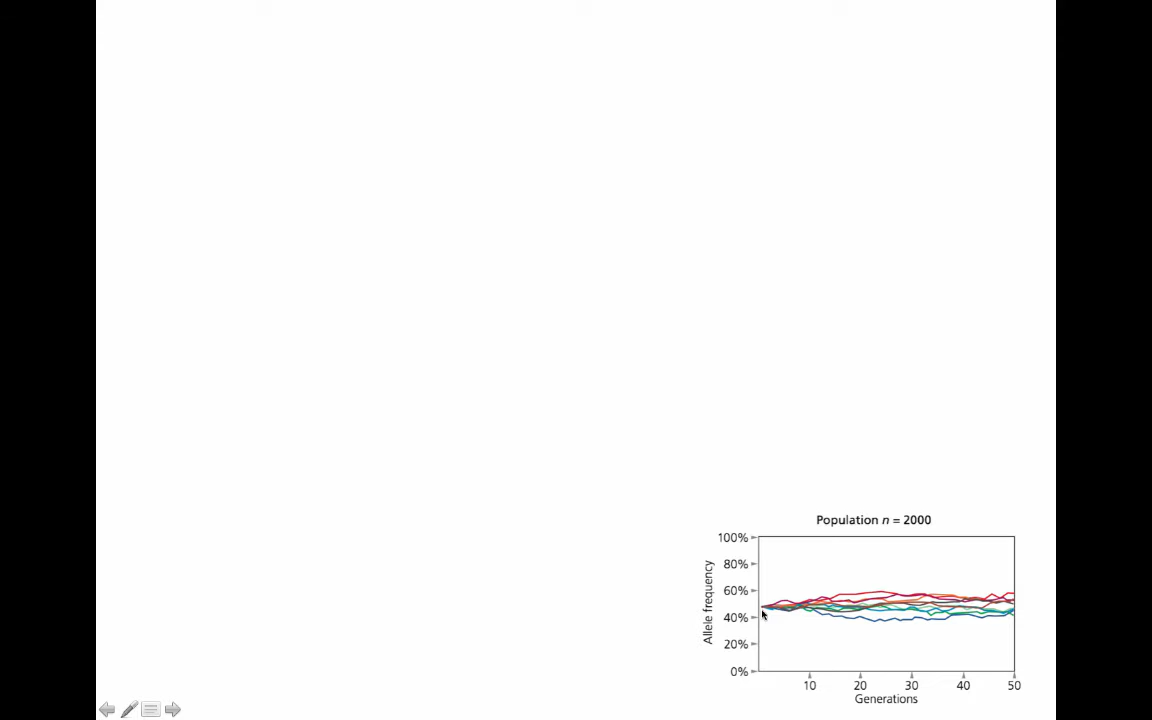 Population n = 2000
100%
80%
60%
40%
20%
0%
Allele frequency
10 20 30 40 50
Generations